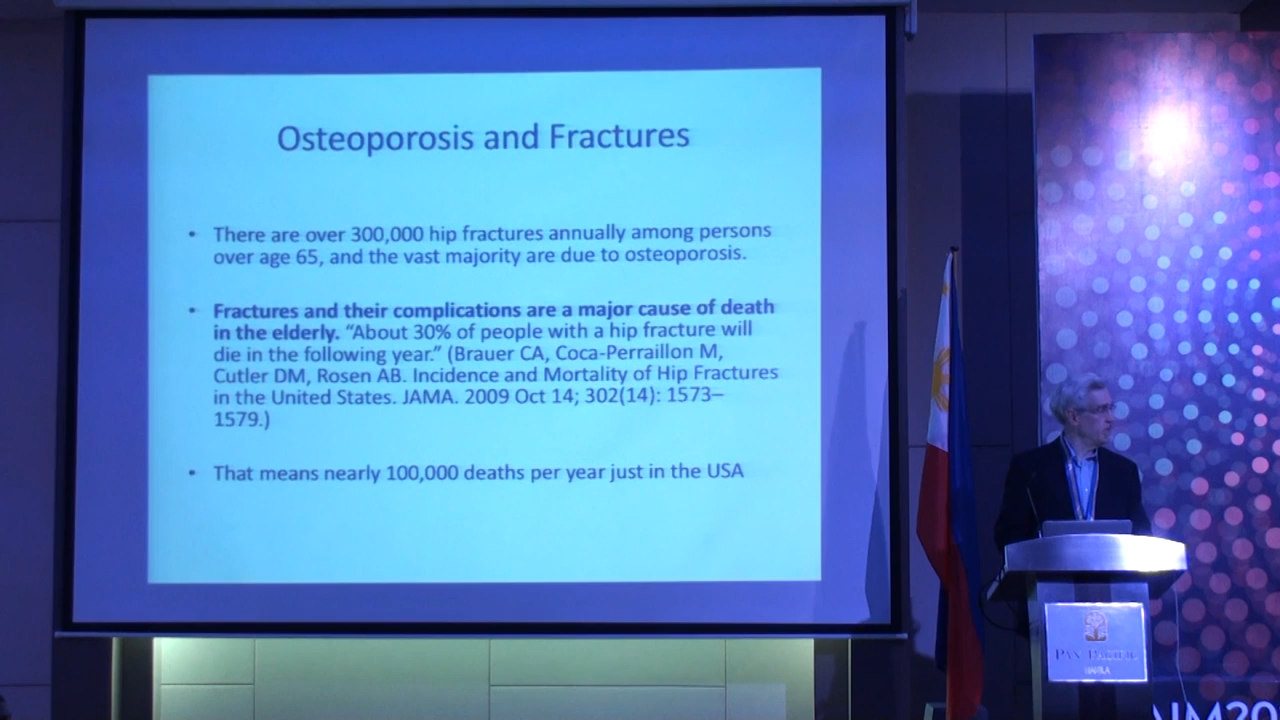 Osteoporosis and Fractures
• There are over 300,000 hip fractures annually among persons
over age 65, and the vast majority are due to osteoporosis.
• Fractures and their complications are a major cause of death
in the elderly. “About 30% of people with a hip fracture will
die in the following year.” (Brauer CA, Coca-Perraillon M,
Cutler DM, Rosen AB. Incidence and Mortality of Hip Fractures
in the United States. JAMA. 2009 Oct 14; 302(14): 1573–
1579.)
• That means nearly 100,000 deaths per year just in the USA
PAN PACIFIC
MANILA